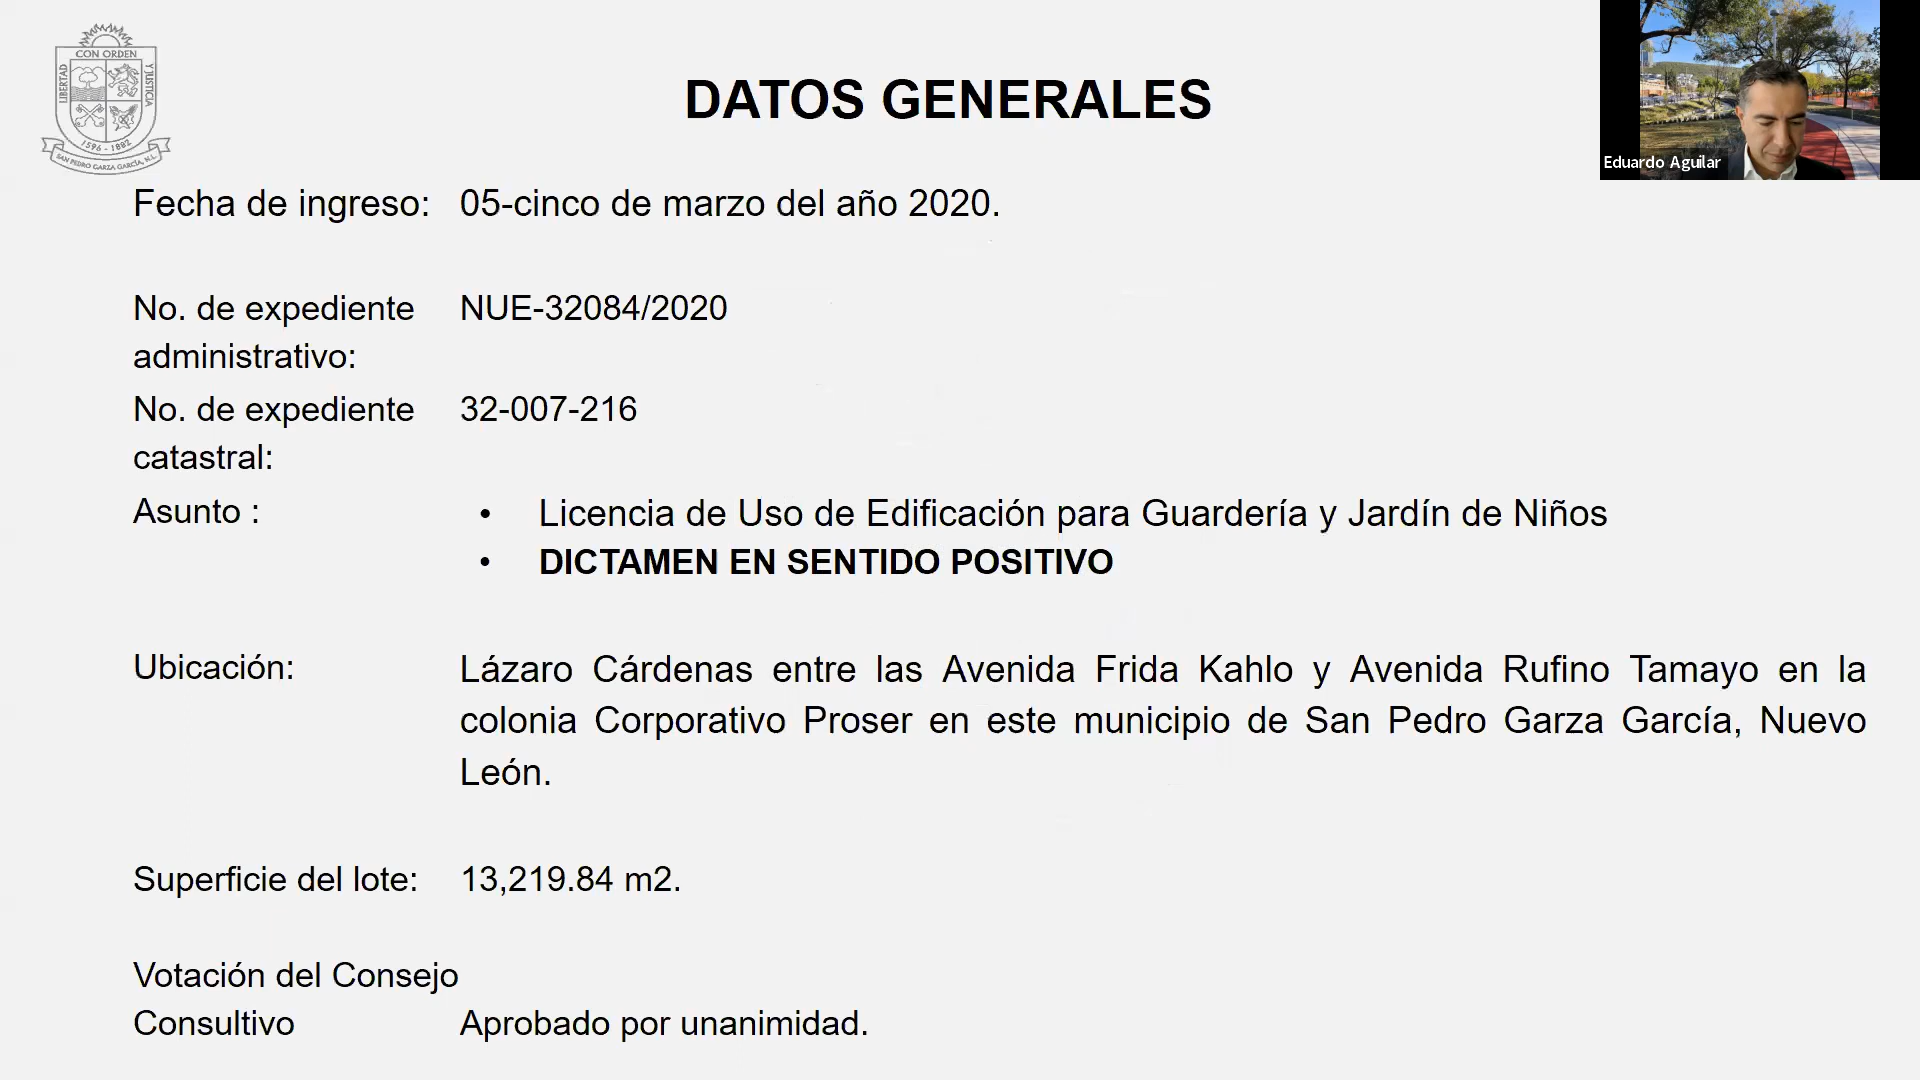 CON ORDEN
LIBERTAD
Y JUSTICIA
1596 - 1882
SAN PEDRO GARZA GARCÍA, N.L.
DATOS GENERALES
Eduardo Aguilar
Fecha de ingreso: 05-cinco de marzo del año 2020.
No. de expediente NUE-32084/2020
administrativo:
No. de expediente 32-007-216
catastral:
Asunto : • Licencia de Uso de Edificación para Guardería y Jardín de Niños
• DICTAMEN EN SENTIDO POSITIVO
Ubicación: Lázaro Cárdenas entre las Avenida Frida Kahlo y Avenida Rufino Tamayo en la
colonia Corporativo Proser en este municipio de San Pedro Garza García, Nuevo
León.
Superficie del lote: 13,219.84 m2.
Votación del Consejo
Consultivo Aprobado por unanimidad.